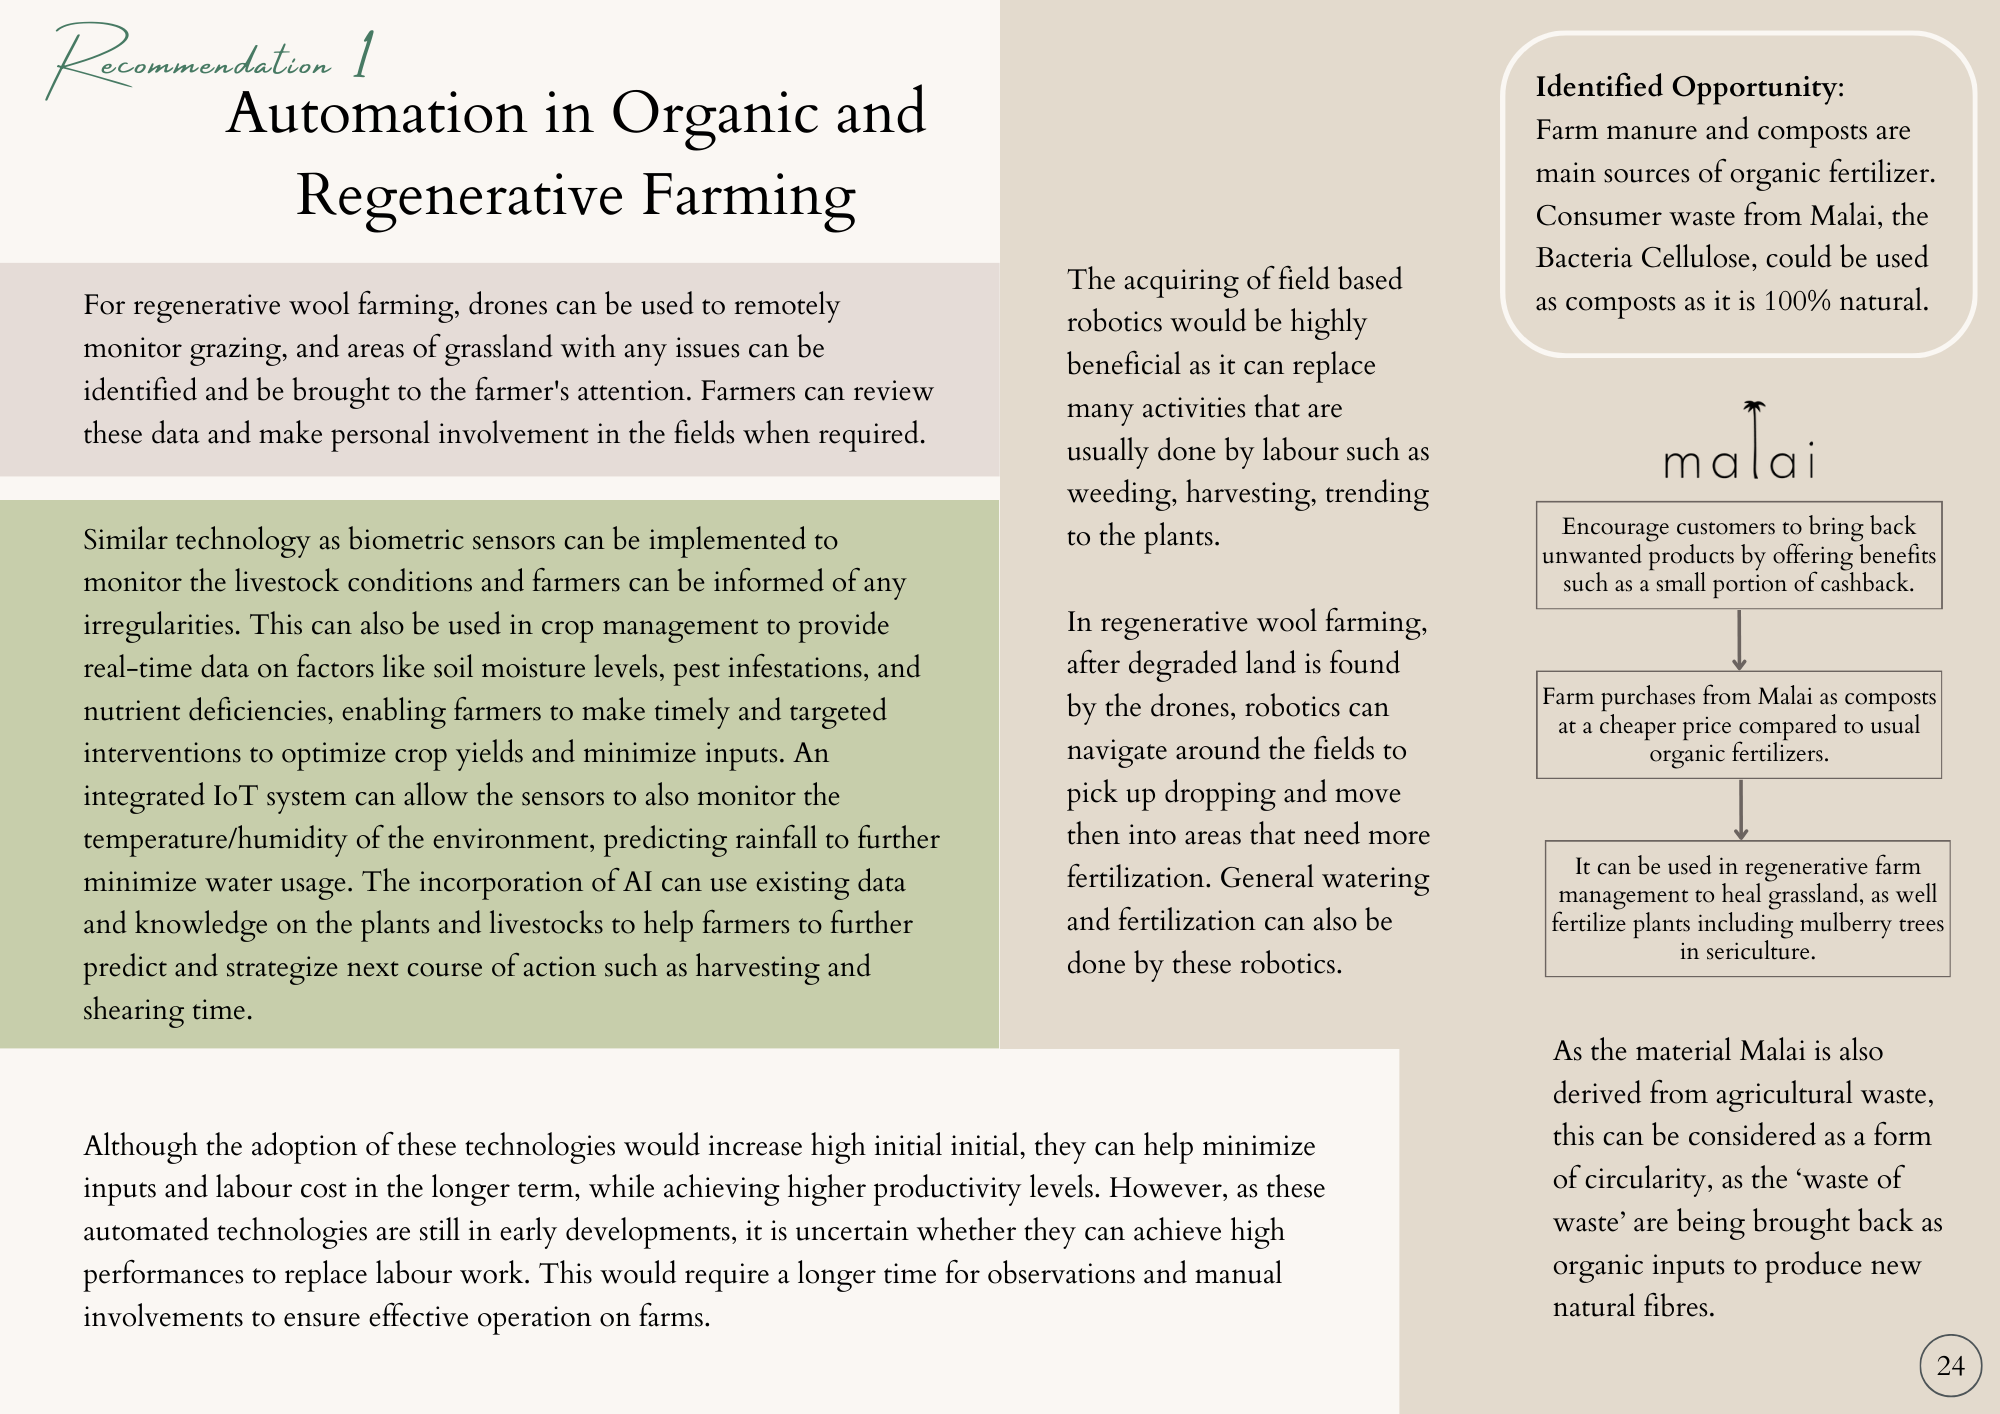 Recommendation 1
Automation in Organic and
Regenerative Farming
For regenerative wool farming, drones can be used to remotely
monitor grazing, and areas of grassland with any issues can be
identified and be brought to the farmer's attention. Farmers can review
these data and make personal involvement in the fields when required.
Similar technology as biometric sensors can be implemented to
monitor the livestock conditions and farmers can be informed of any
irregularities. This can also be used in crop management to provide
real-time data on factors like soil moisture levels, pest infestations, and
nutrient deficiencies, enabling farmers to make timely and targeted
interventions to optimize crop yields and minimize inputs. An
integrated IoT system can allow the sensors to also monitor the
temperature/humidity of the environment, predicting rainfall to further
minimize water usage. The incorporation of AI can use existing data
and knowledge on the plants and livestocks to help farmers to further
predict and strategize next course of action such as harvesting and
shearing time.
Although the adoption of these technologies would increase high initial initial, they can help minimize
inputs and labour cost in the longer term, while achieving higher productivity levels. However, as these
automated technologies are still in early developments, it is uncertain whether they can achieve high
performances to replace labour work. This would require a longer time for observations and manual
involvements to ensure effective operation on farms.
The acquiring of field based
robotics would be highly
beneficial as it can replace
many activities that are
usually done by labour such as
weeding, harvesting, trending
to the plants.
In regenerative wool farming,
after degraded land is found
by the drones, robotics can
navigate around the fields to
pick up dropping and move
then into areas that need more
fertilization. General watering
and fertilization can also be
done by these robotics.
Identified Opportunity:
Farm manure and composts are
main sources of organic fertilizer.
Consumer waste from Malai, the
Bacteria Cellulose, could be used
as composts as it is 100% natural.
malai
Encourage customers to bring back
unwanted products by offering benefits
such as a small portion of cashback.
Farm purchases from Malai as composts
at a cheaper price compared to usual
organic fertilizers.
It can be used in regenerative farm
management to heal grassland, as well
fertilize plants including mulberry trees
in sericulture.
As the material Malai is also
derived from agricultural waste,
this can be considered as a form
of circularity, as the ‘waste of
waste’ are being brought back as
organic inputs to produce new
natural fibres.
24